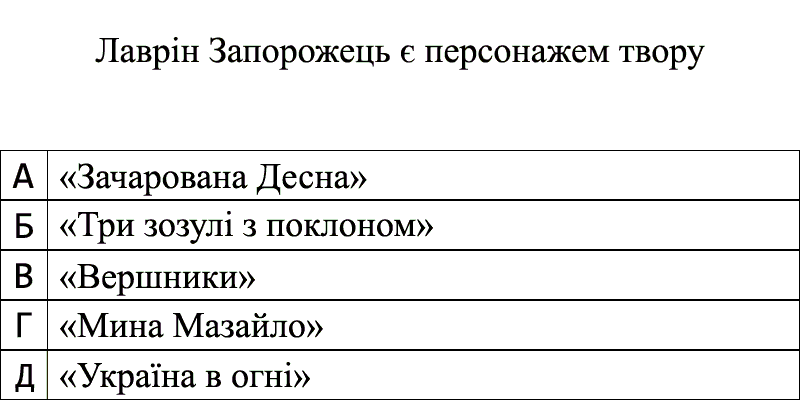 Лаврін Запорожець є персонажем твору
А «Зачарована Десна»
Б «Три зозулі з поклоном»
В «Вершники»
Г «Мина Мазайло»
Д «Україна в огні»